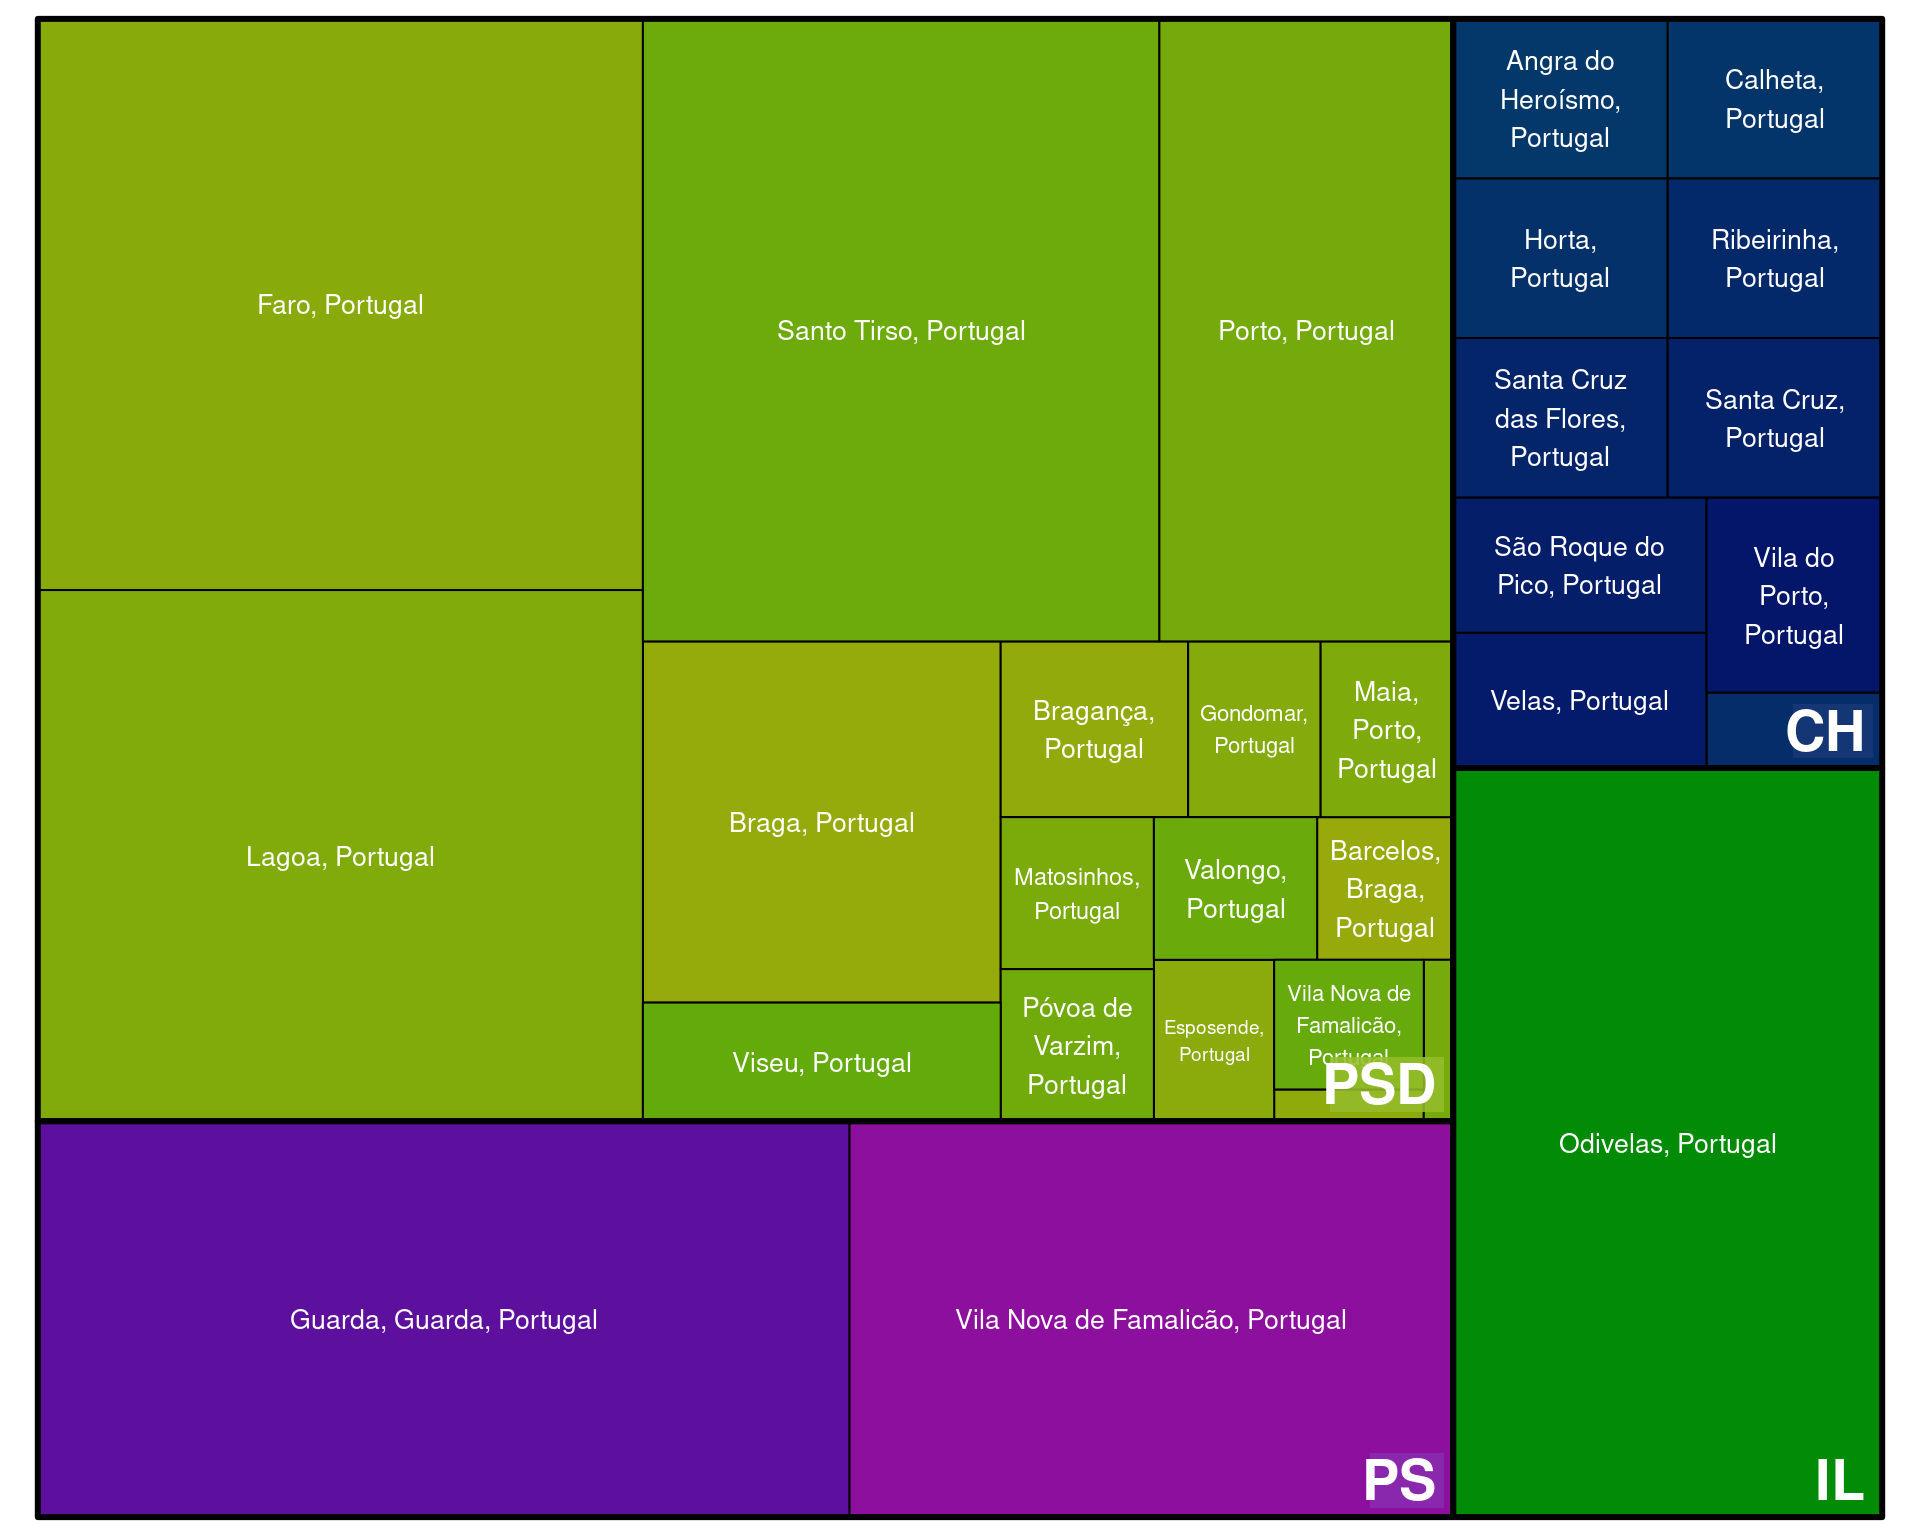 Faro, Portugal
Lagoa, Portugal
Santo Tirso, Portugal
Porto, Portugal
Braga, Portugal
Viseu, Portugal
Bragança,
Portugal
Gondomar,
Portugal
Maia,
Porto,
Portugal
Matosinhos,
Portugal
Póvoa de
Varzim,
Portugal
Valongo,
Portugal
Barcelos,
Braga,
Portugal
Esposende,
Portugal
Vila Nova de
Famalicão,
Portugal
PSD
Guarda, Guarda, Portugal
Vila Nova de Famalicão, Portugal
PS
Angra do
Heroísmo,
Portugal
Calheta,
Portugal
Horta,
Portugal
Ribeirinha,
Portugal
Santa Cruz
das Flores,
Portugal
Santa Cruz,
Portugal
São Roque do
Pico, Portugal
Velas, Portugal
Vila do
Porto,
Portugal
CH
Odivelas, Portugal
IL